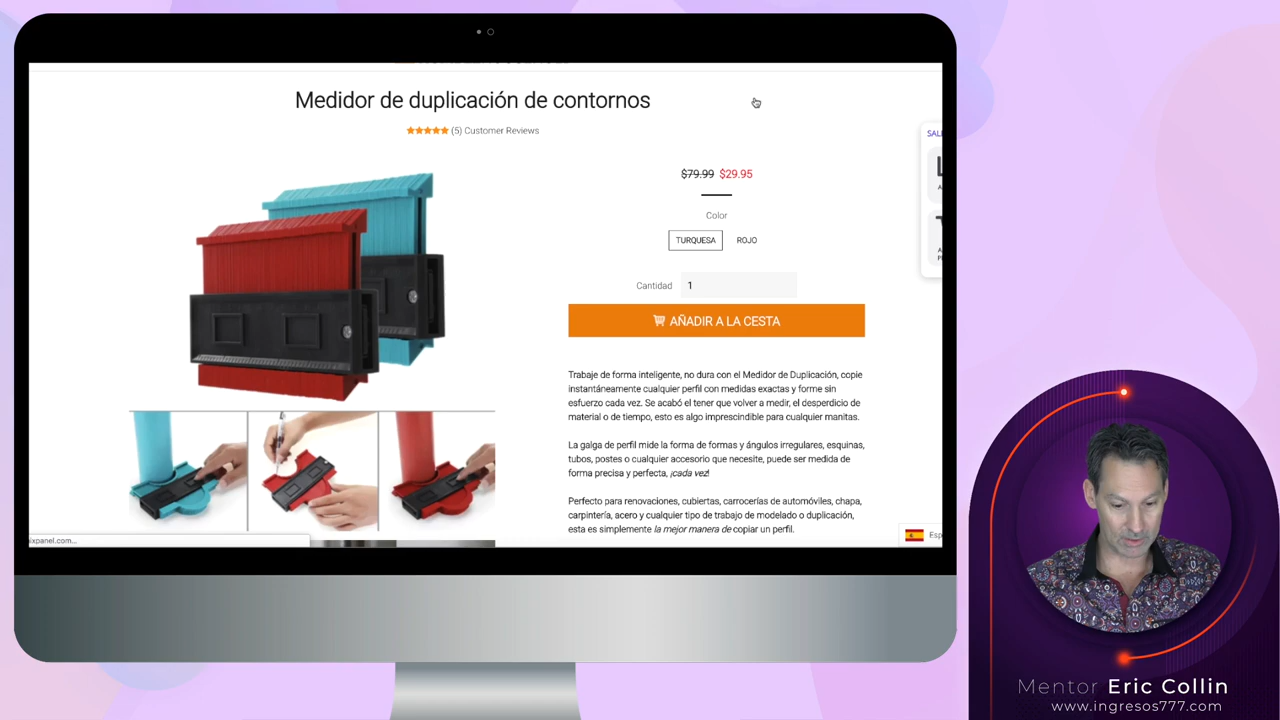 Medidor de duplicación de contornos
(5) Customer Reviews
SAL
$79.99 $29.95
Color
TURQUESA ROJO
Cantidad 1
AÑADIR A LA CESTA
Trabaje de forma inteligente, no dura con el Medidor de Duplicación, copie
instantáneamente cualquier perfil con medidas exactas y forme sin
esfuerzo cada vez. Se acabó el tener que volver a medir, el desperdicio de
material o de tiempo, esto es algo imprescindible para cualquier manitas.
La galga de perfil mide la forma de formas y ángulos irregulares, esquinas,
tubos, postes o cualquier accesorio que necesite, puede ser medida de
forma precisa y perfecta, ¡cada vez!
Perfecto para renovaciones, cubiertas, carrocerías de automóviles, chapa,
carpintería, acero y cualquier tipo de trabajo de modelado o duplicación,
esta es simplemente la mejor manera de copiar un perfil.
ixpanel.com...
Esp
Mentor Eric Collin
www.ingresos777.com